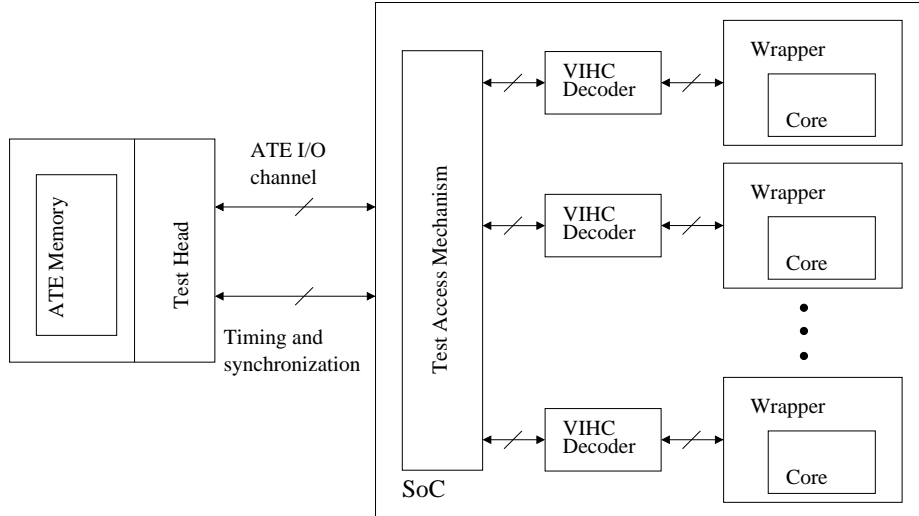 ATE Memory
Test Head
ATE I/O
channel
Timing and
synchronization
Test Access Mechanism
SoC
VIHC
Decoder
Wrapper
Core
VIHC
Decoder
Wrapper
Core
VIHC
Decoder
Wrapper
Core